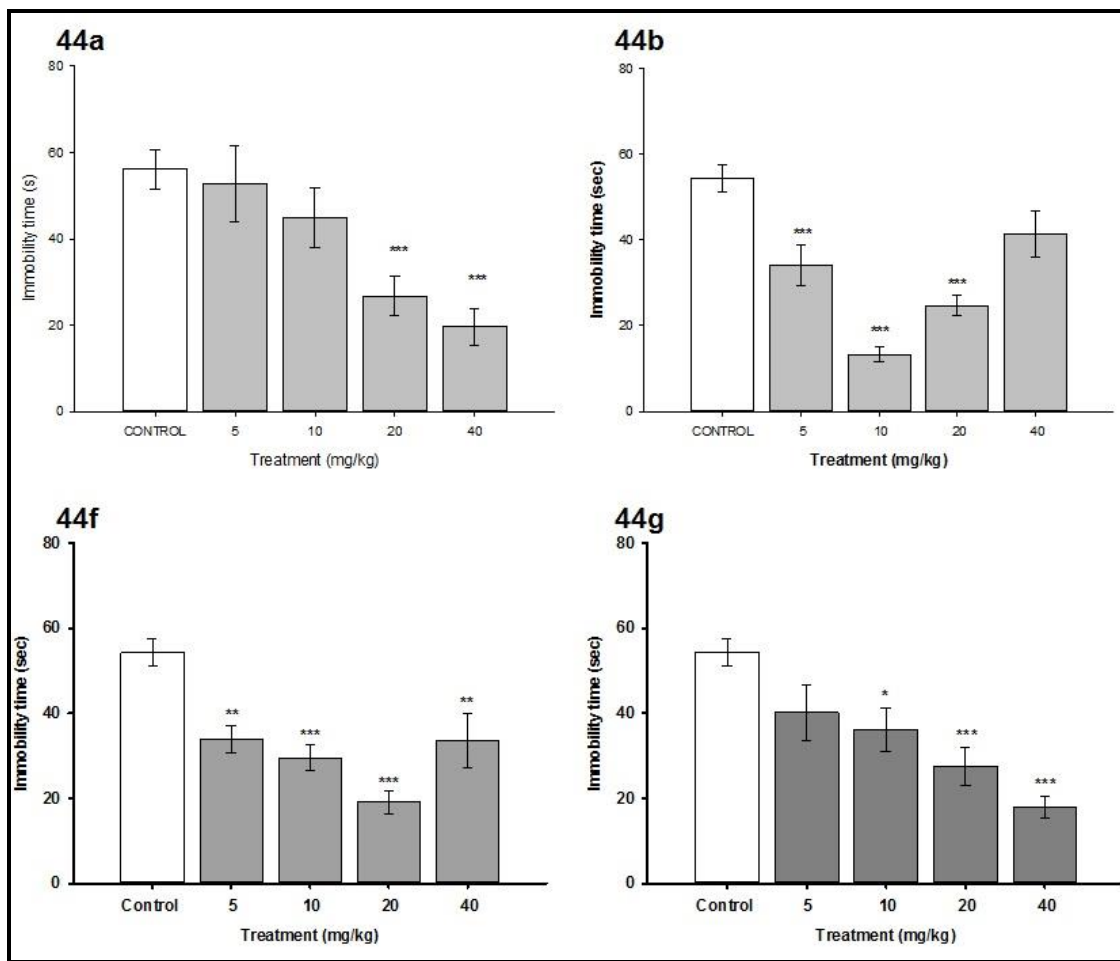 44a
80
60
40
20
0
Immobility time (s)
***
***
CONTROL 5 10 20 40
Treatment (mg/kg)
44b
80
60
40
20
0
Immobility time (sec)
***
***
***
CONTROL 5 10 20 40
Treatment (mg/kg)
44f
80
60
40
20
0
Immobility time (sec)
**
***
***
**
Control 5 10 20 40
Treatment (mg/kg)
44g
80
60
40
20
0
Immobility time (sec)
*
***
***
Control 5 10 20 40
Treatment (mg/kg)